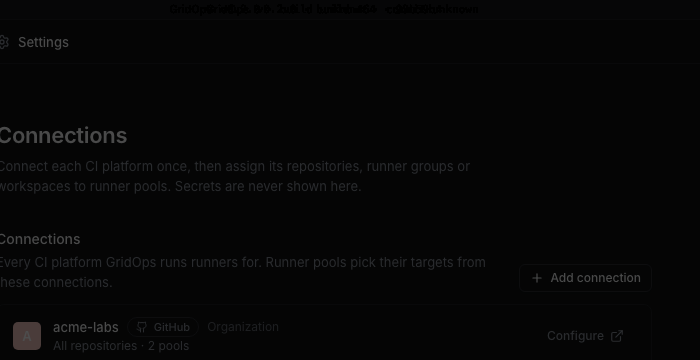 Settings
Connections
Connect each CI platform once, then assign its repositories, runner groups or
workspaces to runner pools. Secrets are never shown here.
Connections
Every CI platform GridOps runs runners for. Runner pools pick their targets from
these connections.
Add connection
A
acme-labs GitHub Organization
Configure
All repositories · 2 pools